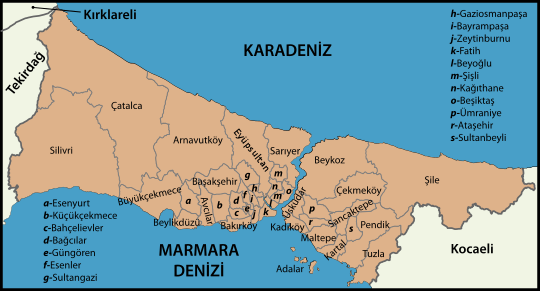 Kırklareli
Tekirdağ
KARADENİZ
h-Gaziosmanpaşa
i-Bayrampaşa
j-Zeytinburnu
k-Fatih
l-Beyoğlu
m-Şişli
n-Kağıthane
o-Beşiktaş
p-Ümraniye
r-Ataşehir
s-Sultanbeyli
Çatalca
Silivri
Arnavutköy
Eyüpsultan
Sarıyer
Beykoz
Şile
Çekmeköy
Büyükçekmece
Başakşehir
g
m
h
n
o
f
i
l
a
b
d
e
j
k
c
Avcılar
Beylikdüzü
Bakırköy
Üsküdar
Kadıköy
p
r
Sancaktepe
s
Pendik
Maltepe
Kartal
Tuzla
Adalar
Kocaeli
MARMARA
DENİZİ
a-Esenyurt
b-Küçükçekmece
c-Bahçelievler
d-Bağcılar
e-Güngören
f-Esenler
g-Sultangazi